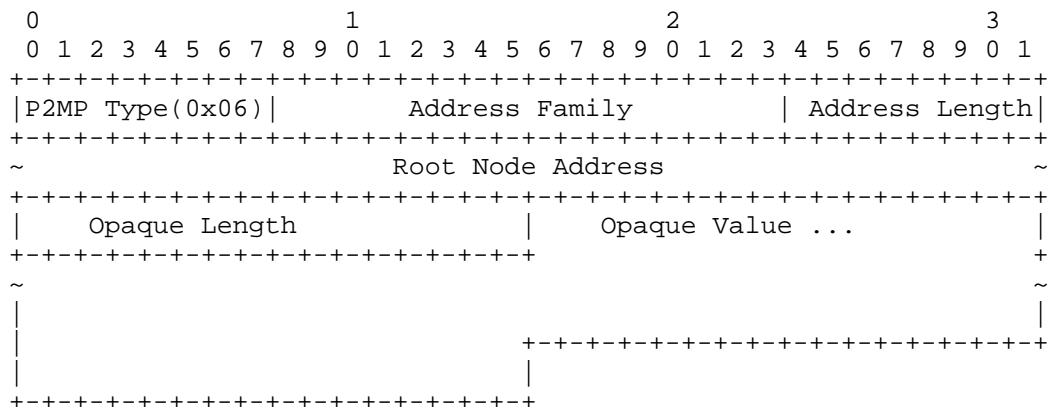 0                   1                   2                   3
 0 1 2 3 4 5 6 7 8 9 0 1 2 3 4 5 6 7 8 9 0 1 2 3 4 5 6 7 8 9 0 1
+-+-+-+-+-+-+-+-+-+-+-+-+-+-+-+-+-+-+-+-+-+-+-+-+-+-+-+-+-+-+-+-+
|P2MP Type(0x06)|        Address Family         | Address Length|
+-+-+-+-+-+-+-+-+-+-+-+-+-+-+-+-+-+-+-+-+-+-+-+-+-+-+-+-+-+-+-+-+
~                       Root Node Address                       ~
+-+-+-+-+-+-+-+-+-+-+-+-+-+-+-+-+-+-+-+-+-+-+-+-+-+-+-+-+-+-+-+-+
|    Opaque Length              |    Opaque Value ...           |
+-+-+-+-+-+-+-+-+-+-+-+-+-+-+-+-+                               +
~                                                               ~
|                                                               |
|                               +-+-+-+-+-+-+-+-+-+-+-+-+-+-+-+-+
|                               |
+-+-+-+-+-+-+-+-+-+-+-+-+-+-+-+-+